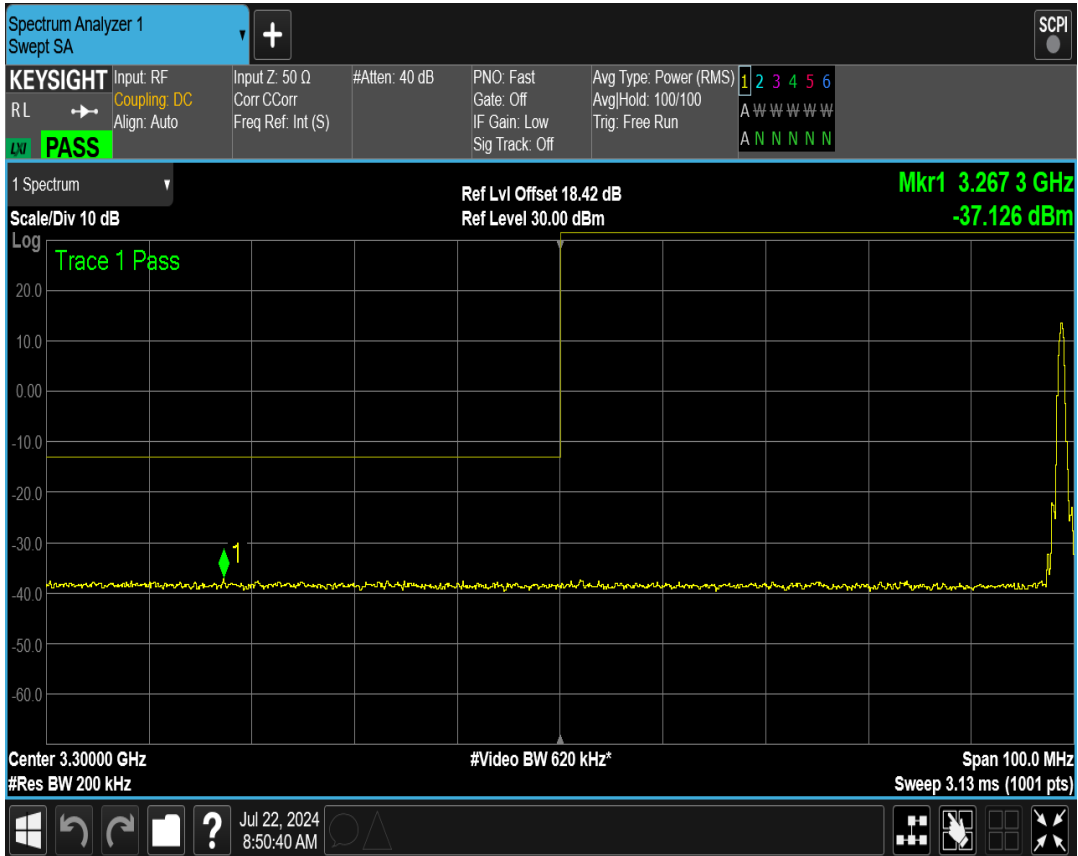 Spectrum Analyzer 1
Swept SA
+
SCPI
KEYSIGHT
RL
LXI PASS
Input: RF
Coupling: DC
Align: Auto
Input Z: 50 Ω
Corr CCorr
Freq Ref: Int (S)
#Atten: 40 dB
PNO: Fast
Gate: Off
IF Gain: Low
Sig Track: Off
Avg Type: Power (RMS)
Avg|Hold: 100/100
Trig: Free Run
1 2 3 4 5 6
A W W W W W
A N N N N N
1 Spectrum
Scale/Div 10 dB
Ref Lvl Offset 18.42 dB
Ref Level 30.00 dBm
Mkr1 3.267 3 GHz
-37.126 dBm
Log
Trace 1 Pass
20.0
10.0
0.00
-10.0
-20.0
-30.0
1
-40.0
-50.0
-60.0
Center 3.30000 GHz
#Video BW 620 kHz*
Span 100.0 MHz
#Res BW 200 kHz
Sweep 3.13 ms (1001 pts)
?
Jul 22, 2024
8:50:40 AM